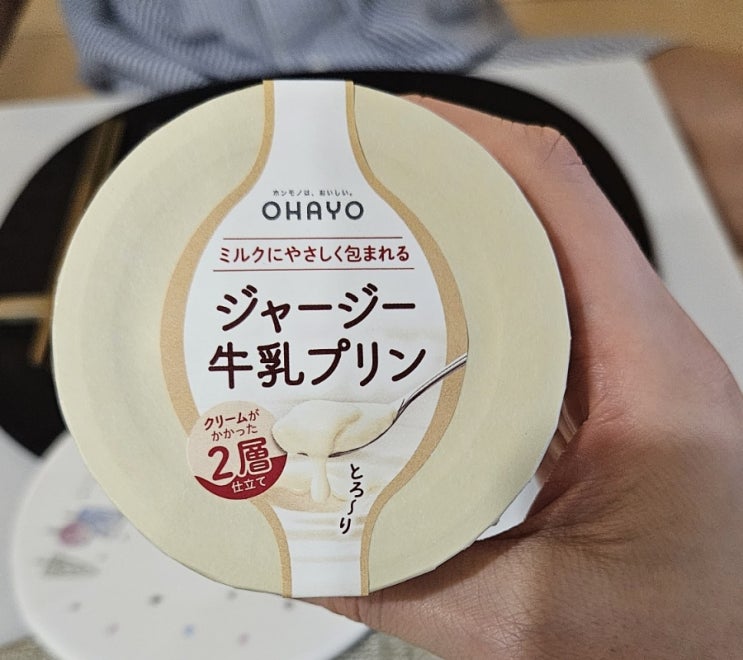 ホンモノは、おいしい。
OHAYO
ミルクにやさしく包まれる
ジャージー
牛乳プリン
クリームが
かかった
2層
仕立て
とろ〜り